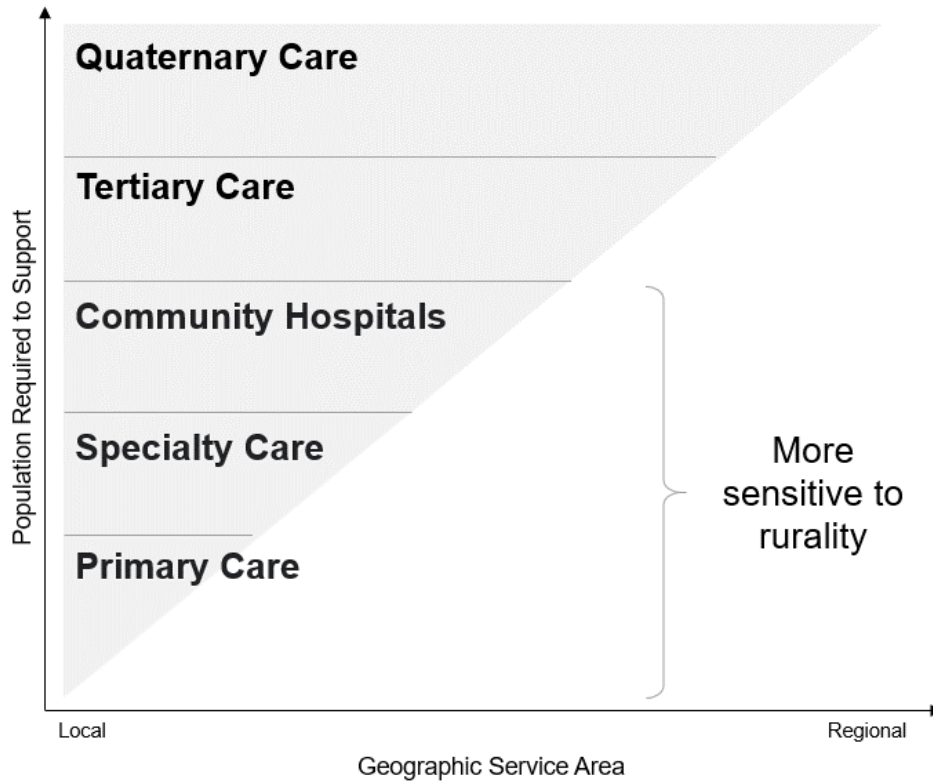 Quaternary Care
Tertiary Care
Community Hospitals
Specialty Care
Primary Care
Population Required to Support
More
sensitive to
rurality
Local
Regional
Geographic Service Area